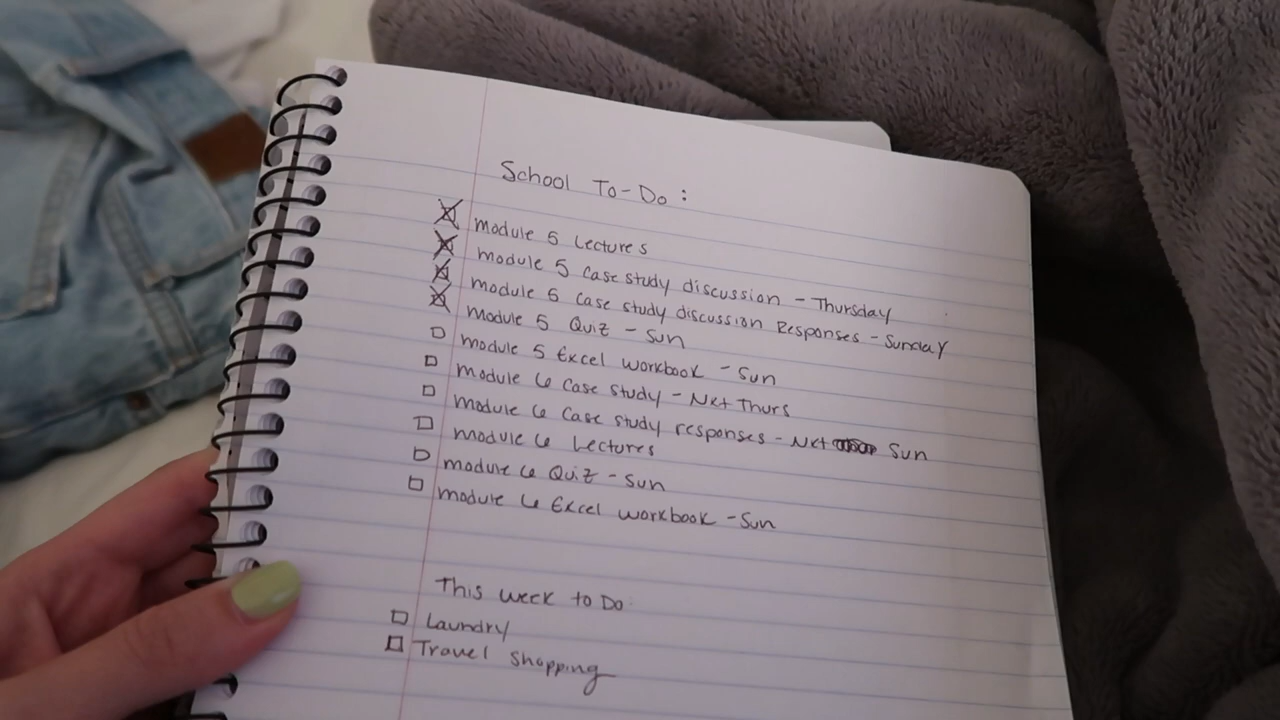 School To-Do:
Module 5 Lectures
Module 5 Case study discussion - Thursday
Module 5 Case study discussion Responses - Sunday
Module 5 Quiz - Sun
Module 5 Excel workbook - Sun
Module 6 Case Study - Nxt Thurs
Module 6 Case study responses - Nxt Sun
Module 6 Lectures
Module 6 Quiz - Sun
Module 6 Excel workbook - Sun
This week to Do:
Laundry
Travel Shopping